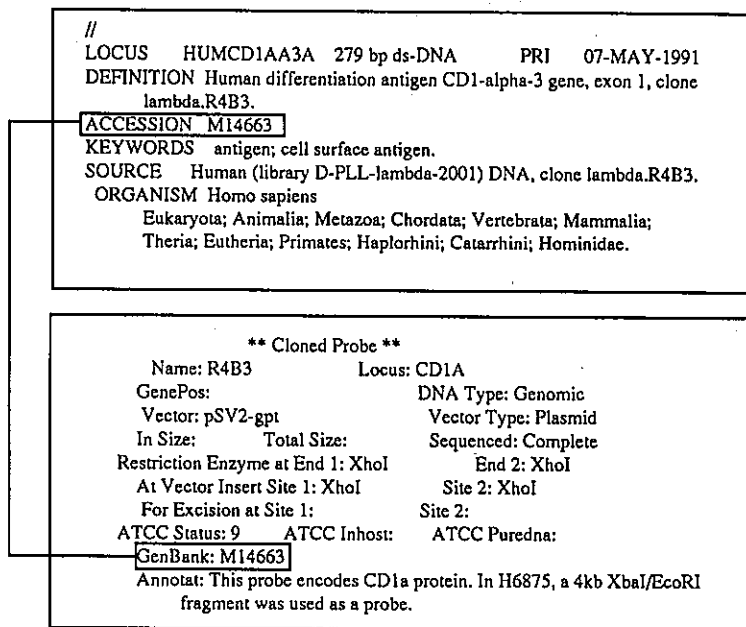 //
LOCUS HUMCD1AA3A 279 bp ds-DNA PRI 07-MAY-1991
DEFINITION Human differentiation antigen CD1-alpha-3 gene, exon 1, clone
lambda.R4B3.
ACCESSION M14663
KEYWORDS antigen; cell surface antigen.
SOURCE Human (library D-PLL-lambda-2001) DNA, clone lambda.R4B3.
ORGANISM Homo sapiens
Eukaryota; Animalia; Metazoa; Chordata; Vertebrata; Mammalia;
Theria; Eutheria; Primates; Haplorhini; Catarrhini; Hominidae.
** Cloned Probe **
Name: R4B3 Locus: CD1A
GenePos: DNA Type: Genomic
Vector: pSV2-gpt Vector Type: Plasmid
In Size: Total Size: Sequenced: Complete
Restriction Enzyme at End 1: XhoI End 2: XhoI
At Vector Insert Site 1: XhoI Site 2: XhoI
For Excision at Site 1: Site 2:
ATCC Status: 9 ATCC Inhost: ATCC Puredna:
GenBank: M14663
Annotat: This probe encodes CD1a protein. In H6875, a 4kb XbaI/EcoRI
fragment was used as a probe.